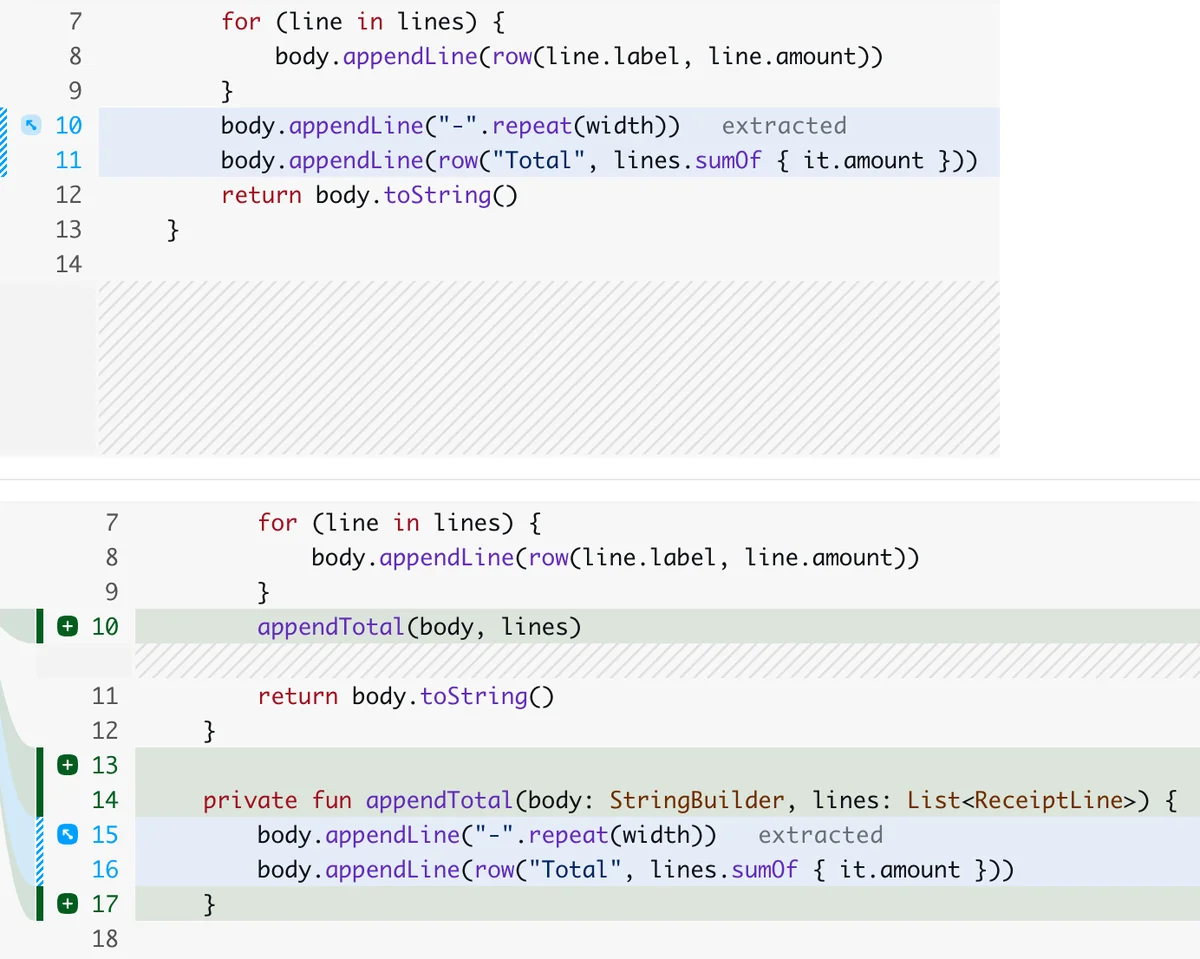 7 for (line in lines) {
8 body.appendLine(row(line.label, line.amount))
9 }
10 body.appendLine("-".repeat(width)) extracted
11 body.appendLine(row("Total", lines.sumOf { it.amount }))
12 return body.toString()
13 }
14
7 for (line in lines) {
8 body.appendLine(row(line.label, line.amount))
9 }
10 appendTotal(body, lines)
11 return body.toString()
12 }
13
14 private fun appendTotal(body: StringBuilder, lines: List<ReceiptLine>) {
15 body.appendLine("-".repeat(width)) extracted
16 body.appendLine(row("Total", lines.sumOf { it.amount }))
17 }
18